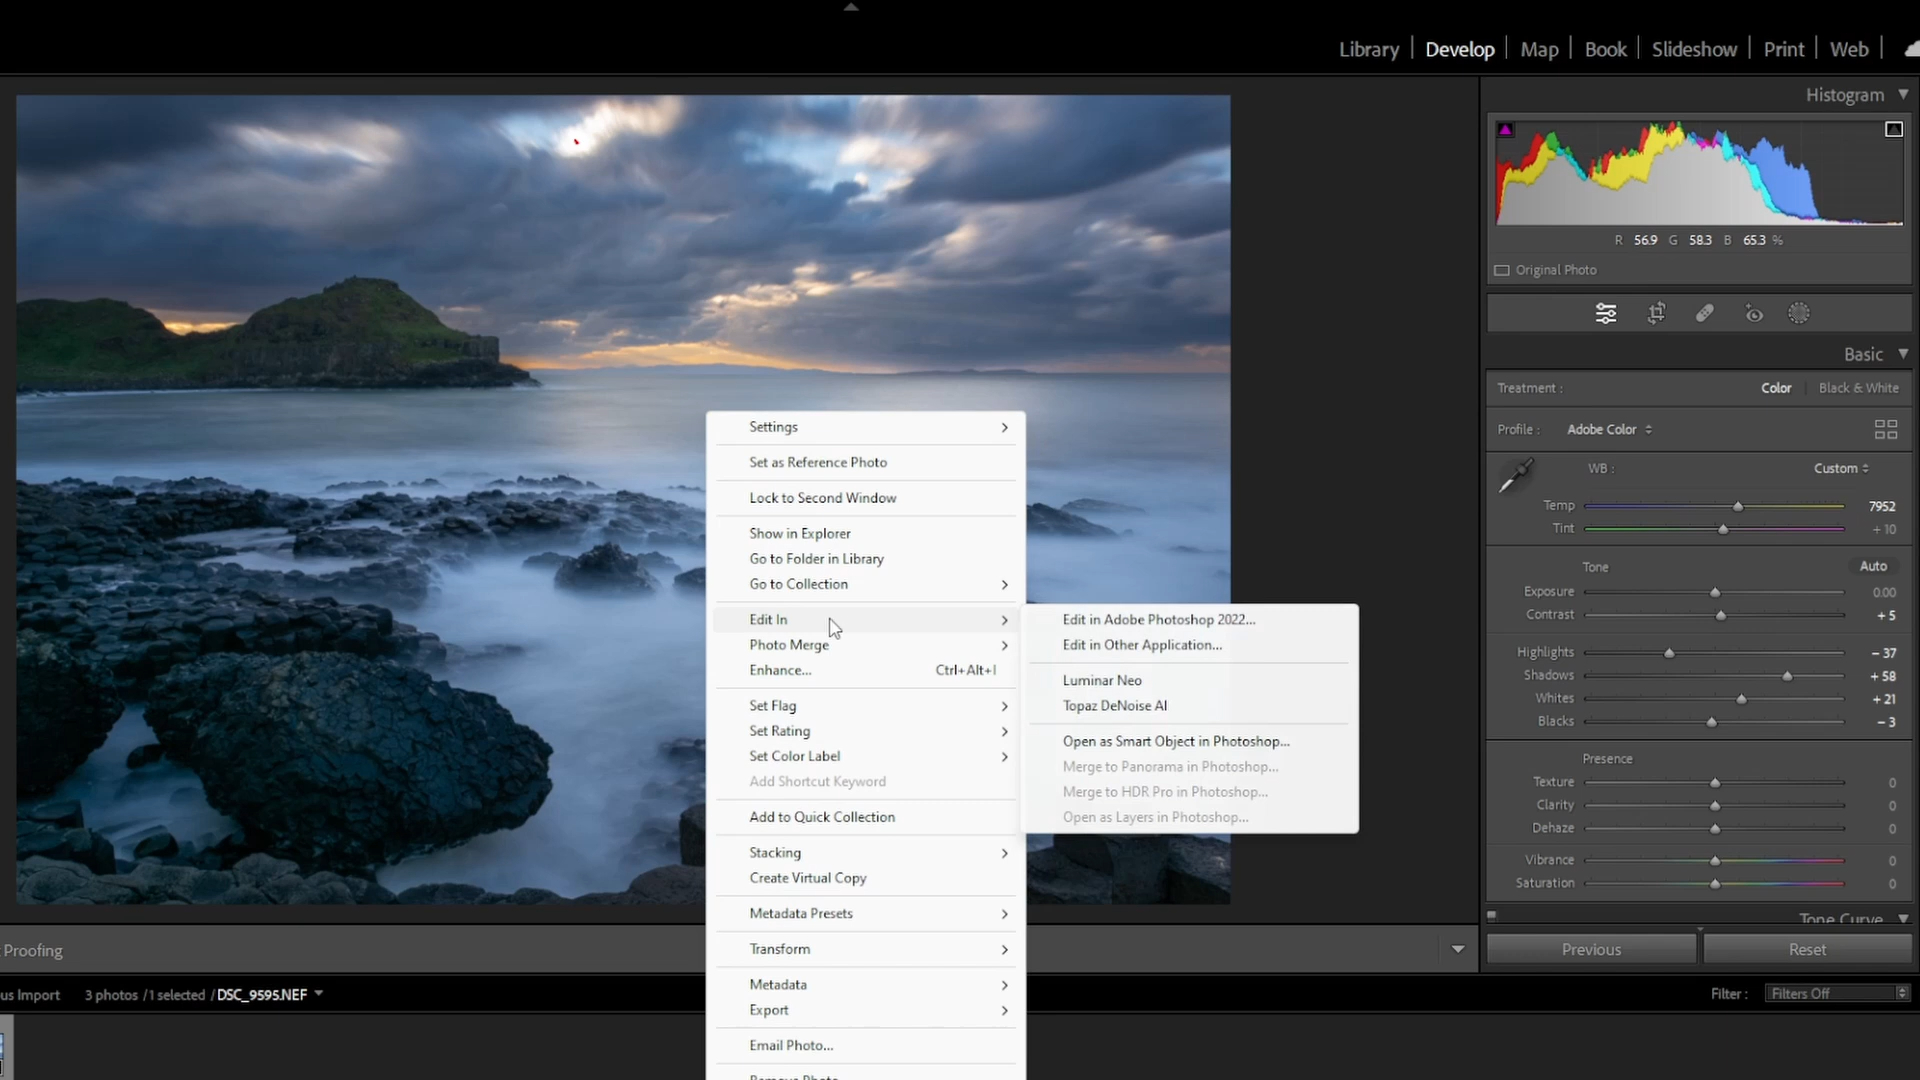 Library | Develop | Map | Book | Slideshow | Print | Web |
Histogram
R 56.9 G 58.3 B 65.3 %
Original Photo
Basic
Treatment : Color | Black & White
Profile : Adobe Color
WB : Custom
Temp 7952
Tint + 10
Tone Auto
Exposure 0.00
Contrast + 5
Highlights − 37
Shadows + 58
Whites + 21
Blacks − 3
Presence
Texture 0
Clarity 0
Dehaze 0
Vibrance 0
Saturation 0
Tone Curve
Previous Reset
Settings
Set as Reference Photo
Lock to Second Window
Show in Explorer
Go to Folder in Library
Go to Collection
Edit In
Photo Merge
Enhance... Ctrl+Alt+I
Set Flag
Set Rating
Set Color Label
Add Shortcut Keyword
Add to Quick Collection
Stacking
Create Virtual Copy
Metadata Presets
Transform
Metadata
Export
Email Photo...
Remove Photo
Edit in Adobe Photoshop 2022...
Edit in Other Application...
Luminar Neo
Topaz DeNoise AI
Open as Smart Object in Photoshop...
Merge to Panorama in Photoshop...
Merge to HDR Pro in Photoshop...
Open as Layers in Photoshop...
Proofing
us Import 3 photos / 1 selected / DSC_9595.NEF
Filter : Filters Off